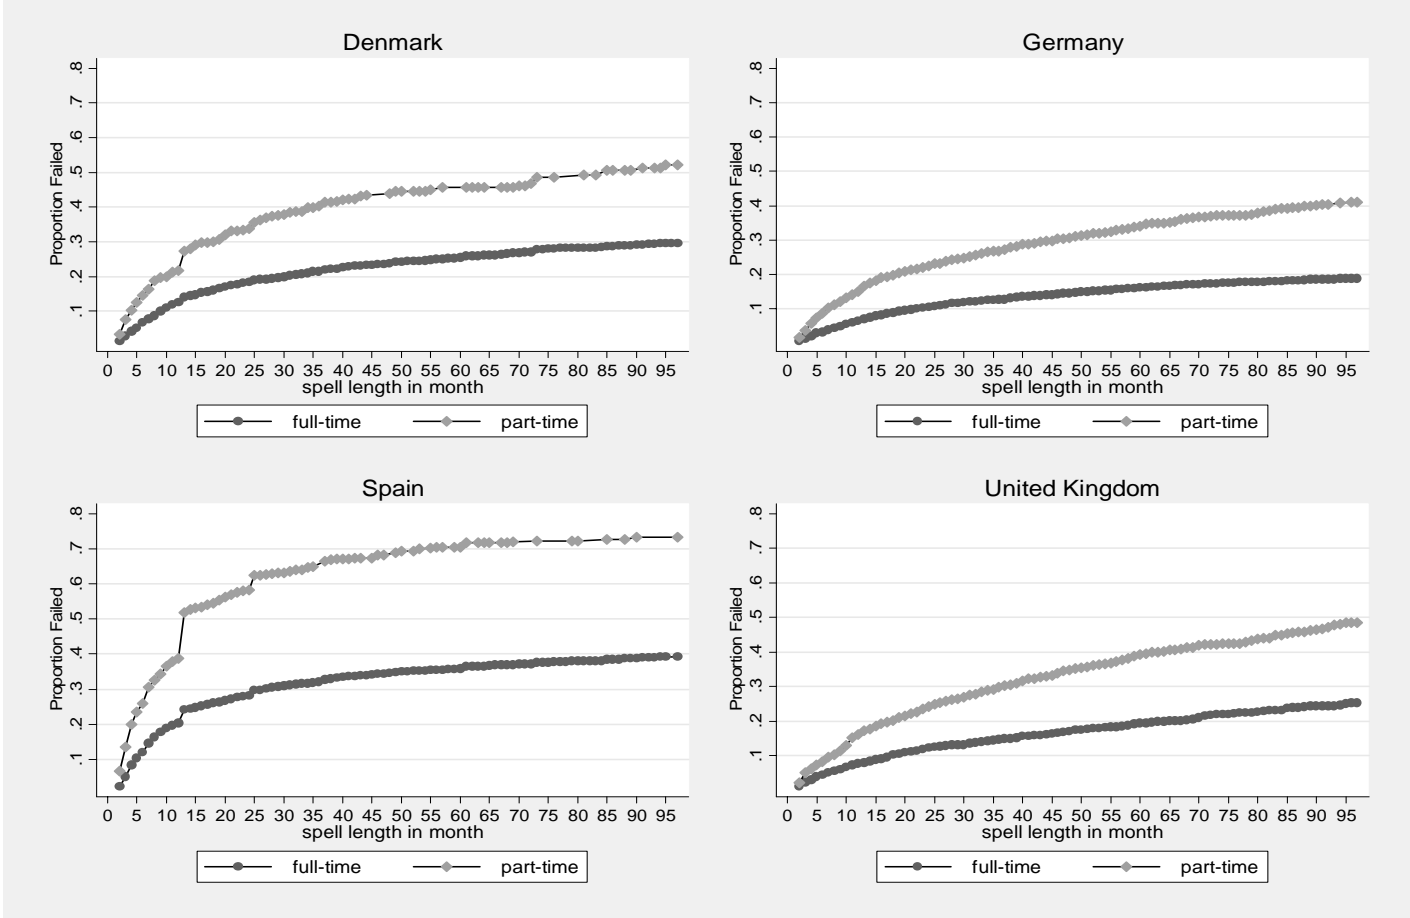 Denmark
Proportion Failed
.8
.7
.6
.5
.4
.3
.2
.1
0 5 10 15 20 25 30 35 40 45 50 55 60 65 70 75 80 85 90 95
spell length in month
full-time part-time
Germany
Proportion Failed
.8
.7
.6
.5
.4
.3
.2
.1
0 5 10 15 20 25 30 35 40 45 50 55 60 65 70 75 80 85 90 95
spell length in month
full-time part-time
Spain
Proportion Failed
.8
.7
.6
.5
.4
.3
.2
.1
0 5 10 15 20 25 30 35 40 45 50 55 60 65 70 75 80 85 90 95
spell length in month
full-time part-time
United Kingdom
Proportion Failed
.8
.7
.6
.5
.4
.3
.2
.1
0 5 10 15 20 25 30 35 40 45 50 55 60 65 70 75 80 85 90 95
spell length in month
full-time part-time